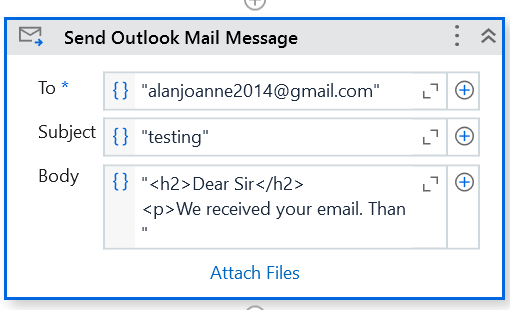 Send Outlook Mail Message
To * {} "alanjoanne2014@gmail.com"
Subject {} "testing"
Body {} "<h2>Dear Sir</h2>
<p>We received your email. Than
"
Attach Files